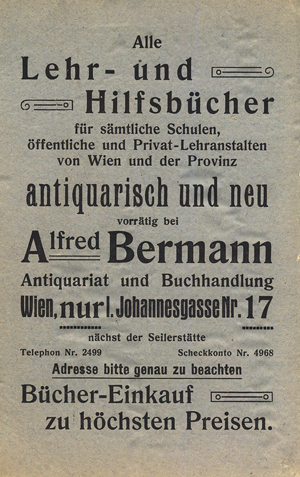 Alle
Lehr- und
Hilfsbücher
für sämtliche Schulen,
öffentliche und Privat-Lehranstalten
von Wien und der Provinz
antiquarisch und neu
vorrätig bei
Alfred Bermann
Antiquariat und Buchhandlung
Wien, nur I. Johannesgasse Nr. 17
nächst der Seilerstätte
Telephon Nr. 2499 Scheckkonto Nr. 4968
Adresse bitte genau zu beachten
Bücher-Einkauf
zu höchsten Preisen.